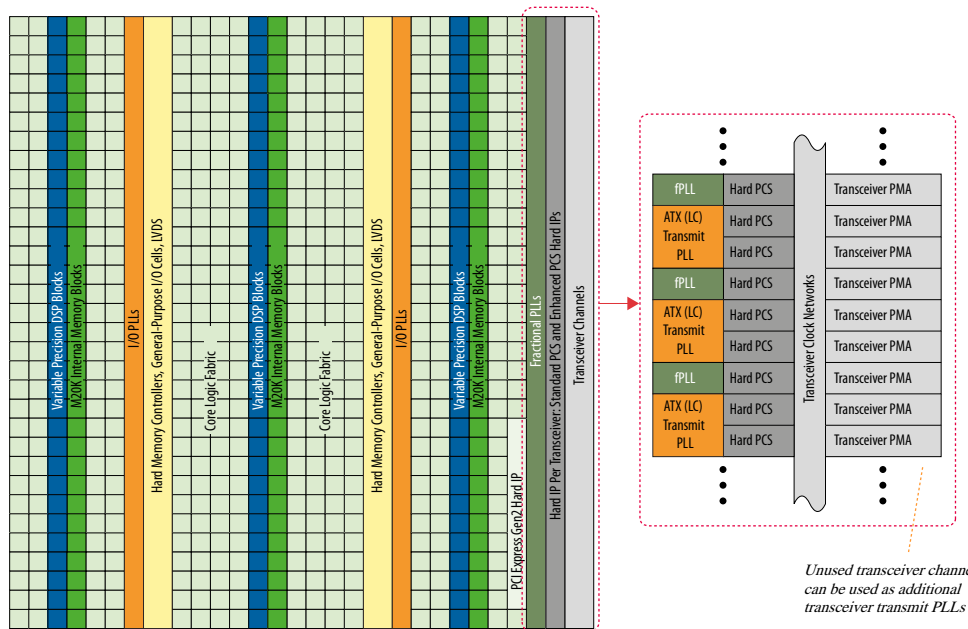 Variable Precision DSP Blocks
M20K Internal Memory Blocks
I/O PLLs
Hard Memory Controllers, General-Purpose I/O Cells, LVDS
Core Logic Fabric
Variable Precision DSP Blocks
M20K Internal Memory Blocks
Core Logic Fabric
Hard Memory Controllers, General-Purpose I/O Cells, LVDS
I/O PLLs
Variable Precision DSP Blocks
M20K Internal Memory Blocks
PCI Express Gen2 Hard IP
Fractional PLLs
Hard IP Per Transceiver: Standard PCS and Enhanced PCS Hard IPs
Transceiver Channels
fPLL
ATX (LC)
Transmit
PLL
fPLL
ATX (LC)
Transmit
PLL
fPLL
ATX (LC)
Transmit
PLL
Hard PCS
Hard PCS
Hard PCS
Hard PCS
Hard PCS
Hard PCS
Hard PCS
Hard PCS
Hard PCS
Transceiver Clock Networks
Transceiver PMA
Transceiver PMA
Transceiver PMA
Transceiver PMA
Transceiver PMA
Transceiver PMA
Transceiver PMA
Transceiver PMA
Transceiver PMA
Unused transceiver
can be used as additional
transceiver transmit PLLs